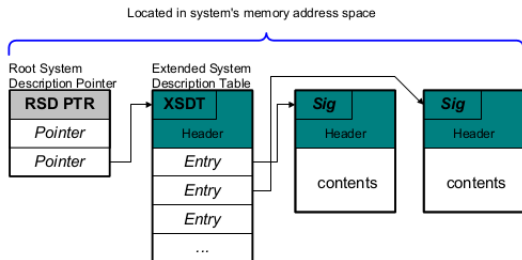 Located in system's memory address space
Root System
Description Pointer
RSD PTR
Pointer
Pointer
Extended System
Description Table
XSDT
Header
Entry
Entry
Entry
...
Sig
Header
contents
Sig
Header
contents